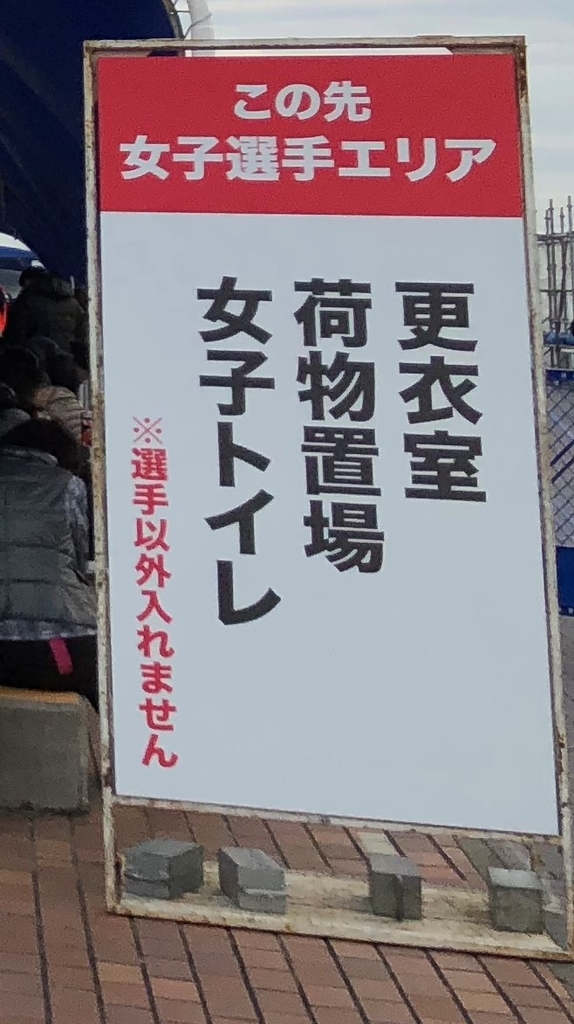 この先
女子選手エリア
更衣室
荷物置場
女子トイレ
※選手以外入れません